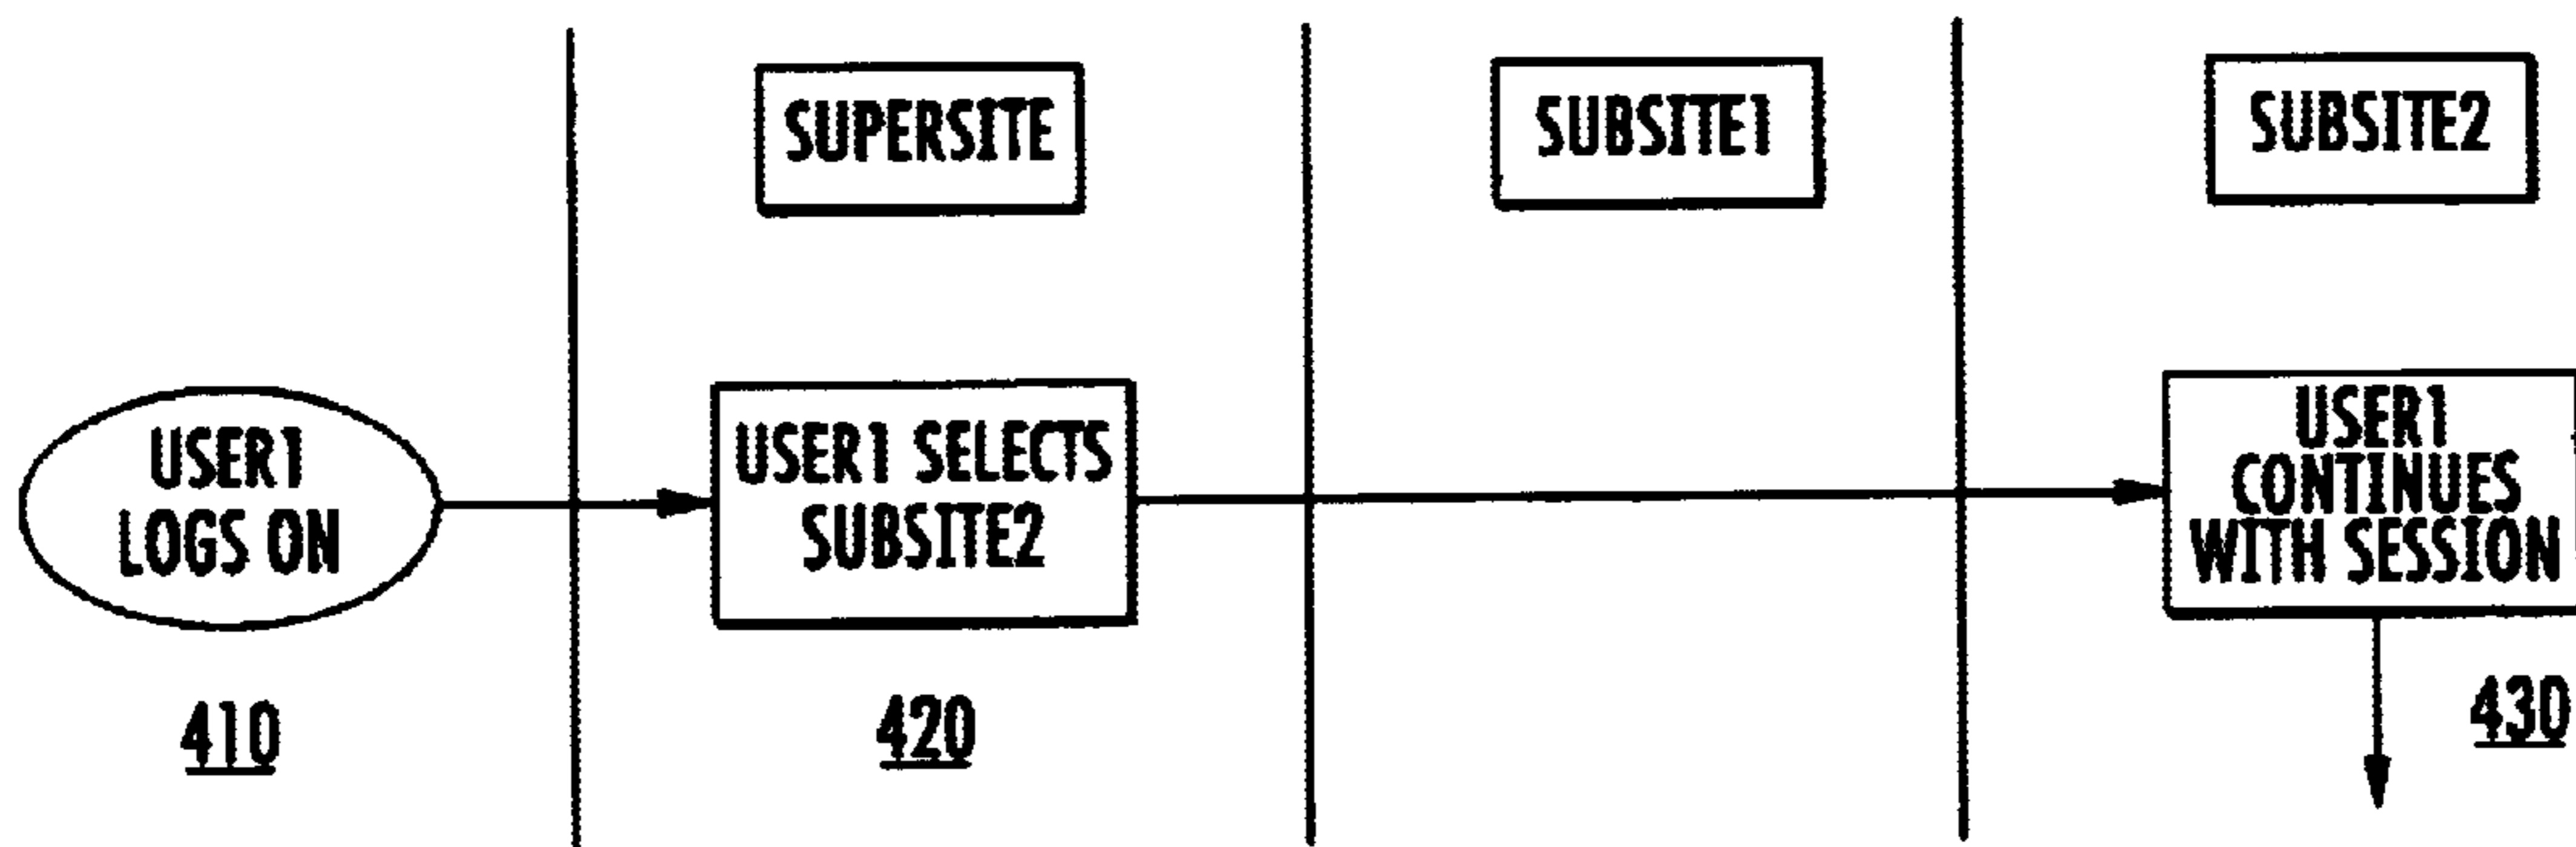 SUPERSITE
SUBSITE1
SUBSITE2
USER1
LOGS ON
USER1 SELECTS
SUBSITE2
USER1
CONTINUES
WITH SESSION
410
420
430